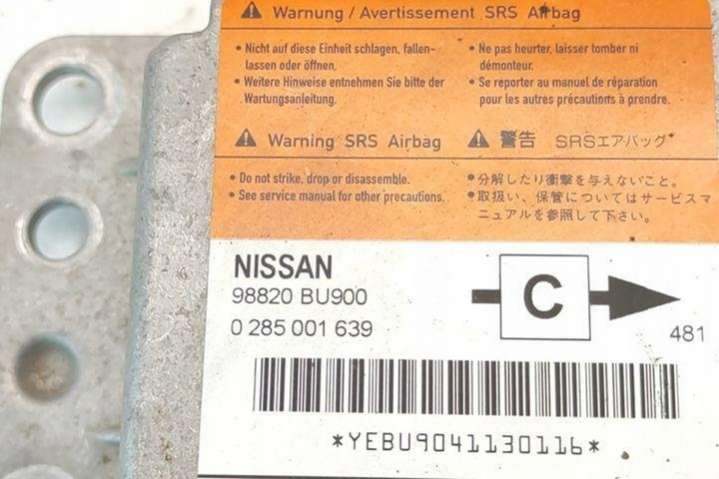 Warnung / Avertissement SRS Airbag
• Nicht auf diese Einheit schlagen, fallen-
lassen oder öffnen.
• Weitere Hinweise entnehmen Sie bitte der
Wartungsanleitung.
• Ne pas heurter, laisser tomber ni
démonteur.
• Se reporter au manuel de réparation
pour les autres précautions à prendre.
Warning SRS Airbag
警告 SRSエアバッグ
• Do not strike, drop or disassemble.
• See service manual for other precautions.
•分解したり衝撃を与えないこと。
•取扱い、保管についてはサービスマ
ニュアルを参照して下さい。
NISSAN
98820 BU900
0 285 001 639
C
481
*YEBU9041130116*